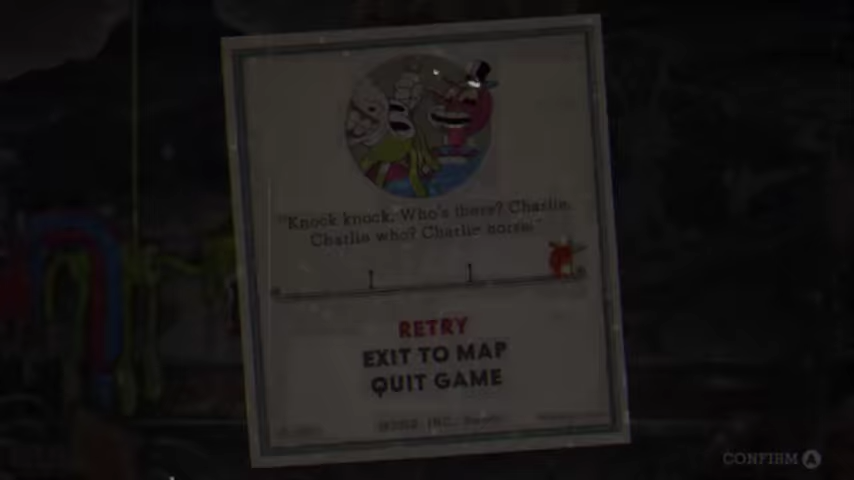 "Knock knock. Who's there? Charlie.
Charlie who? Charlie horse!"
RETRY
EXIT TO MAP
QUIT GAME
CONFIRM A